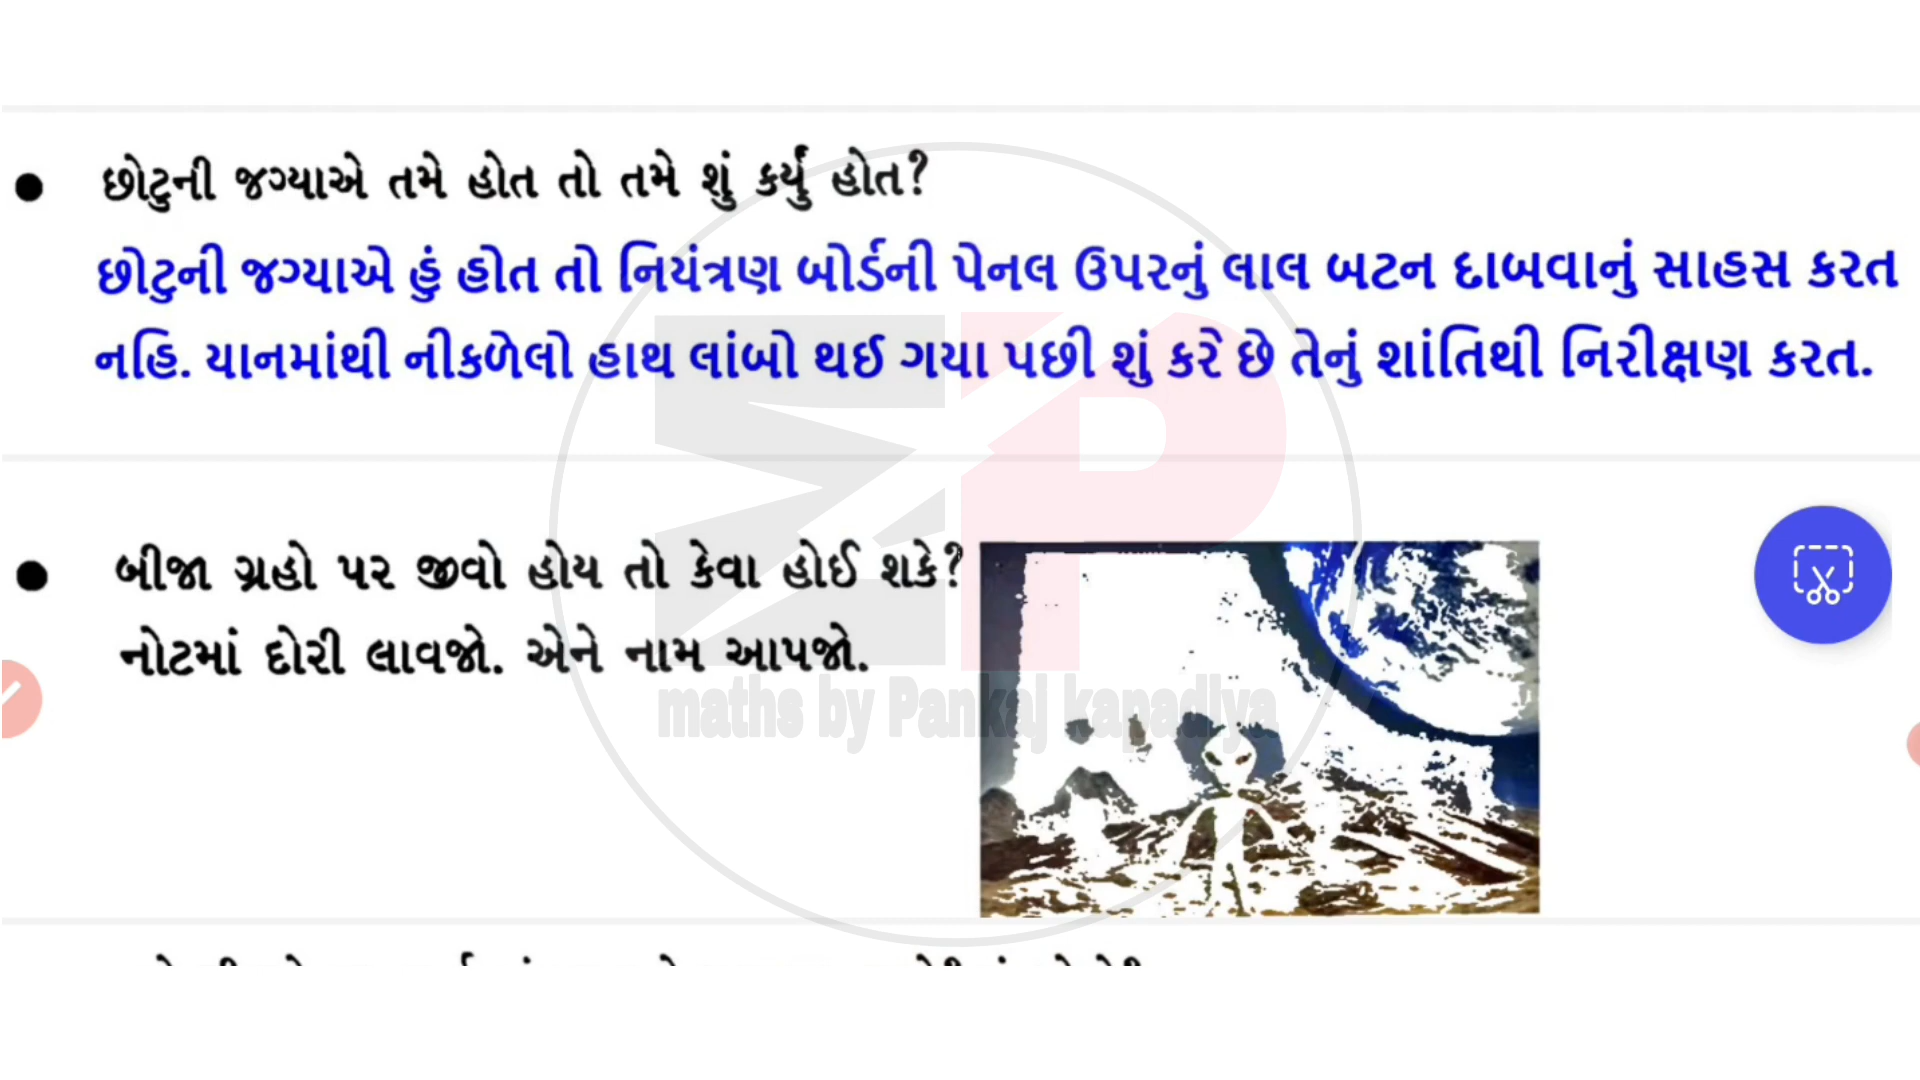 છોટુની જગ્યાએ તમે હોત તો તમે શું કર્યું હોત?
છોટુની જગ્યાએ હું હોત તો નિયંત્રણ બોર્ડની પેનલ ઉપરનું લાલ બટન દાબવાનું સાહસ કરત
નહિ. યાનમાંથી નીકળેલો હાથ લાંબો થઈ ગયા પછી શું કરે છે તેનું શાંતિથી નિરીક્ષણ કરત.
બીજા ગ્રહો પર જીવો હોય તો કેવા હોઈ શકે?
નોટમાં દોરી લાવજો. એને નામ આપજો.
maths by Pankaj kapadiya